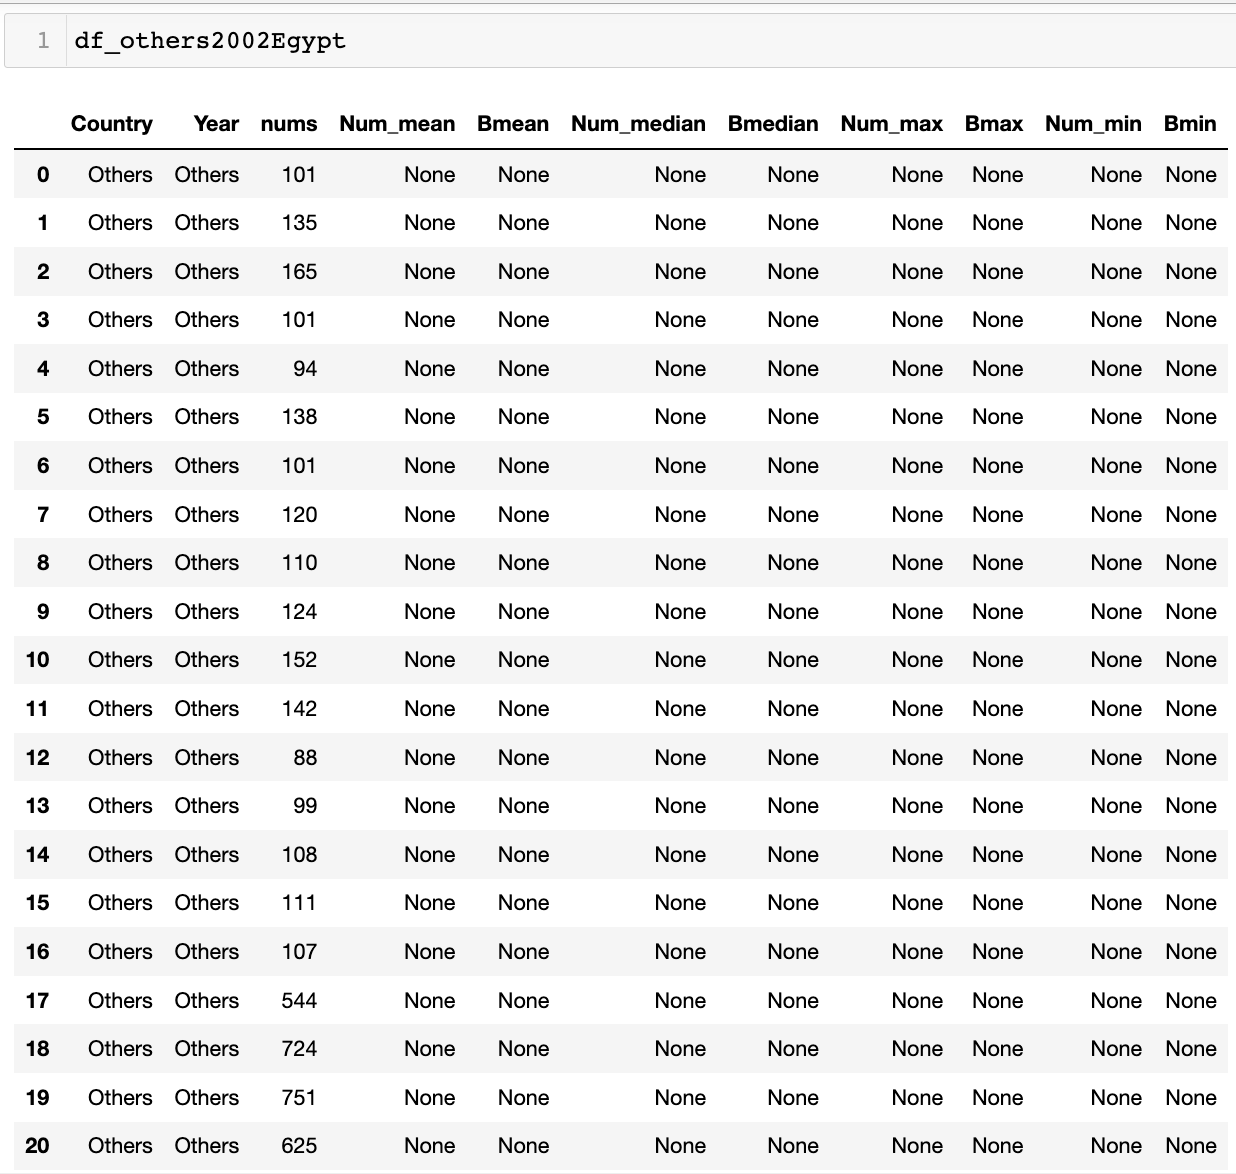 1 df_others2002Egypt
Country Year nums Num_mean Bmean Num_median Bmedian Num_max Bmax Num_min Bmin
0 Others Others 101 None None None None None None None None
1 Others Others 135 None None None None None None None None
2 Others Others 165 None None None None None None None None
3 Others Others 101 None None None None None None None None
4 Others Others 94 None None None None None None None None
5 Others Others 138 None None None None None None None None
6 Others Others 101 None None None None None None None None
7 Others Others 120 None None None None None None None None
8 Others Others 110 None None None None None None None None
9 Others Others 124 None None None None None None None None
10 Others Others 152 None None None None None None None None
11 Others Others 142 None None None None None None None None
12 Others Others 88 None None None None None None None None
13 Others Others 99 None None None None None None None None
14 Others Others 108 None None None None None None None None
15 Others Others 111 None None None None None None None None
16 Others Others 107 None None None None None None None None
17 Others Others 544 None None None None None None None None
18 Others Others 724 None None None None None None None None
19 Others Others 751 None None None None None None None None
20 Others Others 625 None None None None None None None None